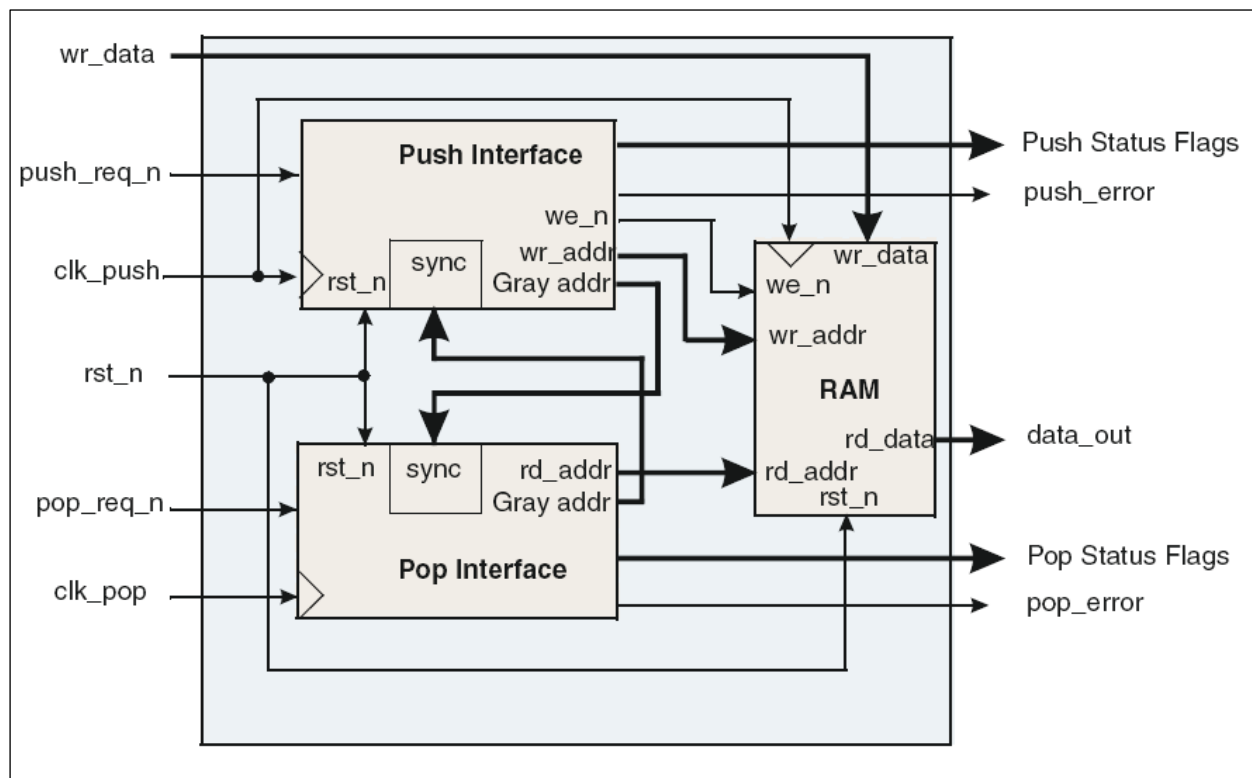 wr_data
Push Interface
Push Status Flags
push_req_n
push_error
we_n
wr_addr
wr_data
clk_push
rst_n
sync
Gray addr
we_n
wr_addr
rst_n
RAM
rd_data
data_out
rst_n
sync
rd_addr
rd_addr
pop_req_n
Gray addr
rst_n
Pop Interface
Pop Status Flags
clk_pop
pop_error